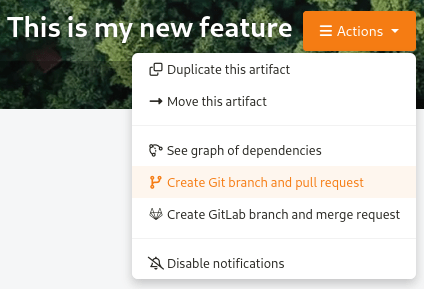 This is my new feature
Actions
Duplicate this artifact
Move this artifact
See graph of dependencies
Create Git branch and pull request
Create GitLab branch and merge request
Disable notifications